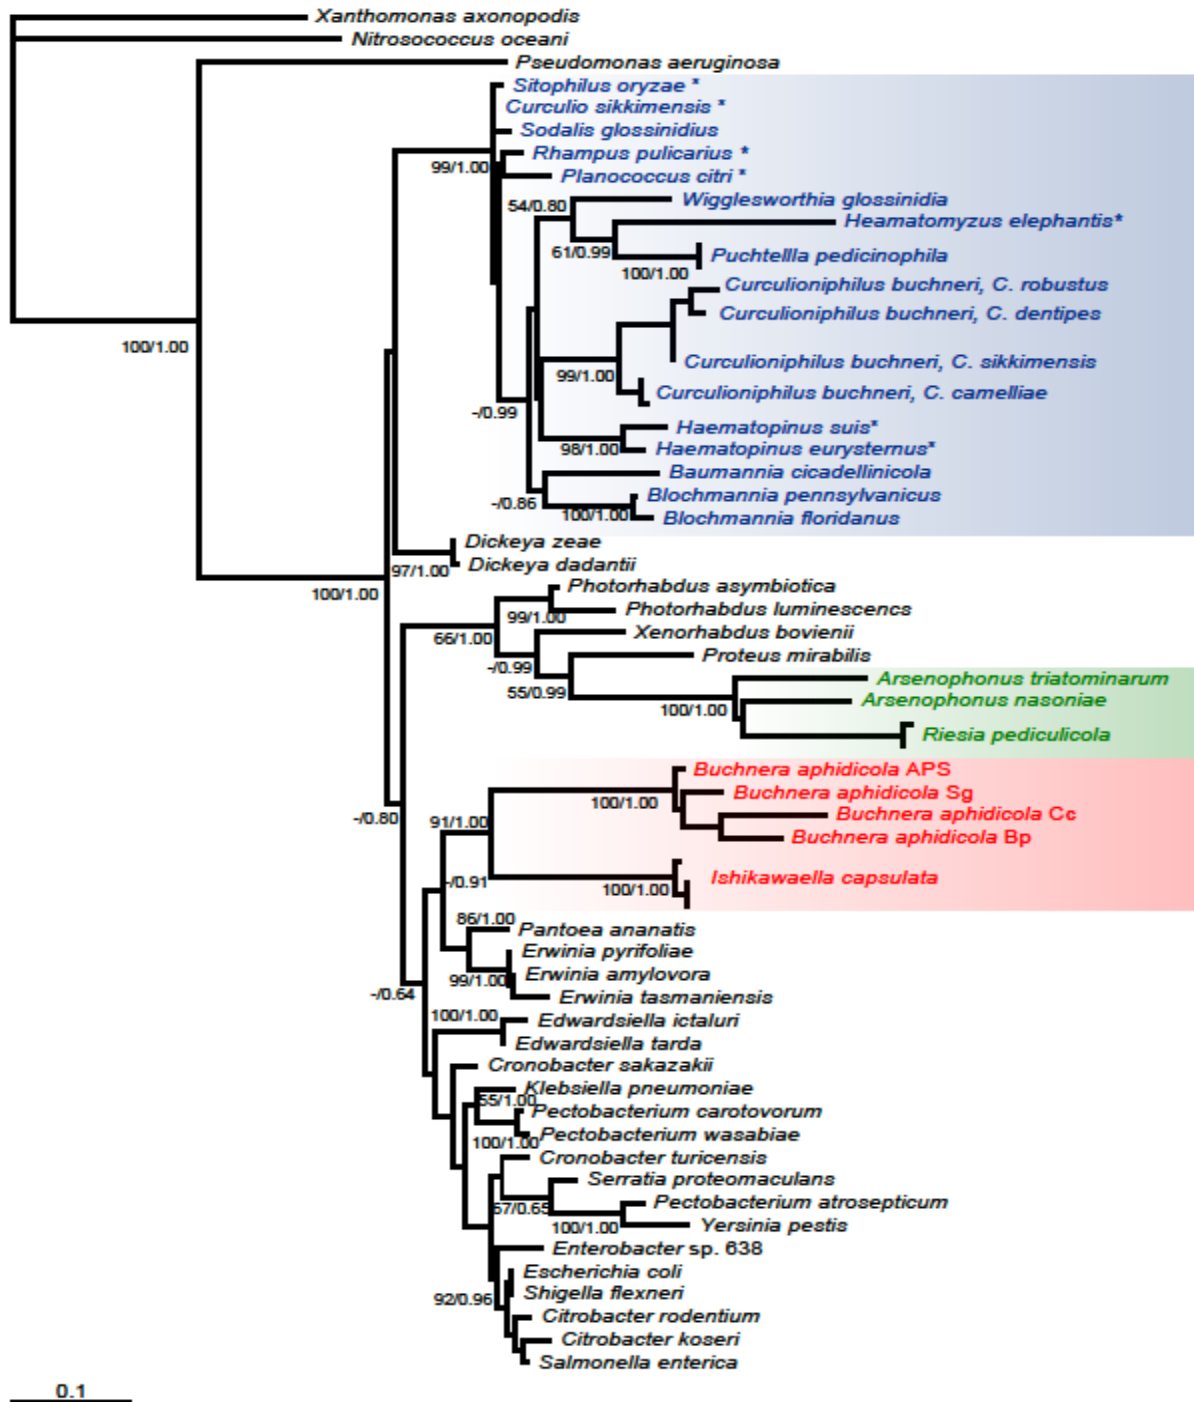 Xanthomonas axonopodis
Nitrosococcus oceani
Pseudomonas aeruginosa
Sitophilus oryzae *
Curculio sikkimensis *
Sodalis glossinidius
Rhampus pulicarius *
99/1.00
Planococcus citri *
Wigglesworthia glossinidia
54/0.80
Heamatomyzus elephantis*
61/0.99
Puchtellla pedicinophila
100/1.00
Curculioniphilus buchneri, C. robustus
Curculioniphilus buchneri, C. dentipes
100/1.00
Curculioniphilus buchneri, C. sikkimensis
99/1.00
Curculioniphilus buchneri, C. camelliae
-/0.99
Haematopinus suis*
98/1.00
Haematopinus eurysternus*
Baumannia cicadellinicola
-/0.86
Blochmannia pennsylvanicus
100/1.00
Blochmannia floridanus
Dickeya zeae
97/1.00
Dickeya dadantii
100/1.00
Photorhabdus asymbiotica
99/1.00
Photorhabdus luminescencs
66/1.00
Xenorhabdus bovienii
-/0.99
Proteus mirabilis
Arsenophonus triatominarum
55/0.99
Arsenophonus nasoniae
100/1.00
Riesia pediculicola
Buchnera aphidicola APS
Buchnera aphidicola Sg
100/1.00
Buchnera aphidicola Cc
-/0.80
91/1.00
Buchnera aphidicola Bp
Ishikawaella capsulata
-/0.91
100/1.00
86/1.00
Pantoea ananatis
Erwinia pyrifoliae
Erwinia amylovora
99/1.00
Erwinia tasmaniensis
-/0.64
100/1.00
Edwardsiella ictaluri
Edwardsiella tarda
Cronobacter sakazakii
Klebsiella pneumoniae
55/1.00
Pectobacterium carotovorum
Pectobacterium wasabiae
100/1.00
Cronobacter turicensis
Serratia proteomaculans
Pectobacterium atrosepticum
67/0.65
Yersinia pestis
100/1.00
Enterobacter sp. 638
Escherichia coli
Shigella flexneri
92/0.96
Citrobacter rodentium
Citrobacter koseri
Salmonella enterica
0.1